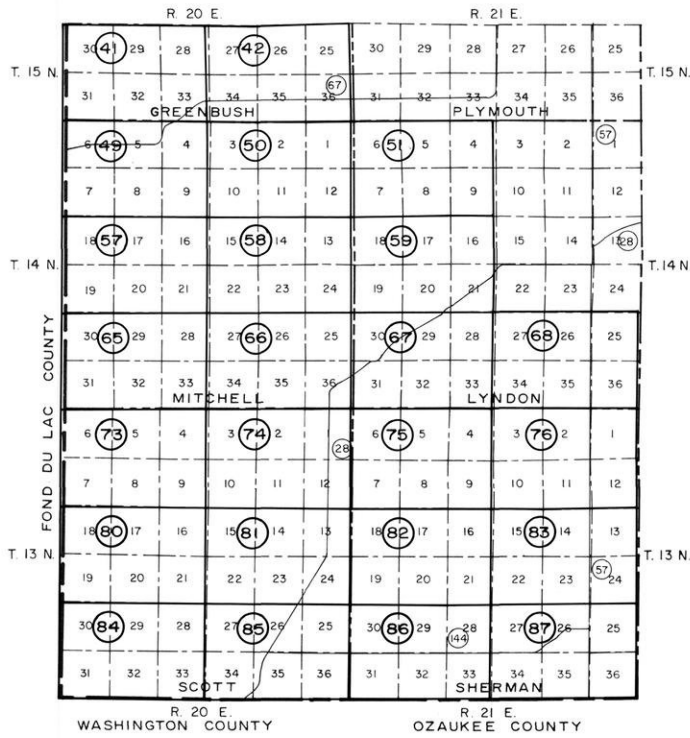 R. 20 E. R. 21 E.
30 41 29 28 27 42 26 25 30 29 28 27 26 25
T. 15 N. T. 15 N.
67
31 32 33 34 35 36 31 32 33 34 35 36
GREENBUSH PLYMOUTH
57
6 49 5 4 3 50 2 1 6 51 5 4 3 2 1
7 8 9 10 11 12 7 8 9 10 11 12
18 57 17 16 15 58 14 13 18 59 17 16 15 14 13 28
T. 14 N. T. 14 N.
19 20 21 22 23 24 19 20 21 22 23 24
30 65 29 28 27 66 26 25 30 67 29 28 27 68 26 25
31 32 33 34 35 36 31 32 33 34 35 36
MITCHELL LYNDON
FOND DU LAC COUNTY
6 73 5 4 3 74 2 6 75 5 4 3 76 2 1
28
7 8 9 10 11 12 7 8 9 10 11 12
18 80 17 16 15 81 14 13 18 82 17 16 15 83 14 13
T. 13 N. T. 13 N.
57
19 20 21 22 23 24 19 20 21 22 23 24
30 84 29 28 27 85 26 25 30 86 29 28 27 87 26 25
144
31 32 33 34 35 36 31 32 33 34 35 36
SCOTT SHERMAN
R. 20 E. R. 21 E.
WASHINGTON COUNTY OZAUKEE COUNTY